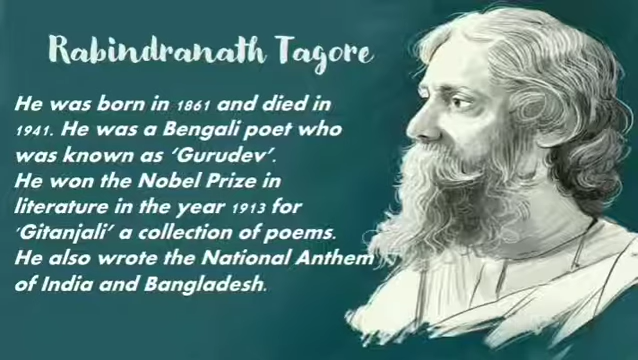 Rabindranath Tagore
He was born in 1861 and died in
1941. He was a Bengali poet who
was known as ‘Gurudev’.
He won the Nobel Prize in
literature in the year 1913 for
‘Gitanjali’ a collection of poems.
He also wrote the National Anthem
of India and Bangladesh.